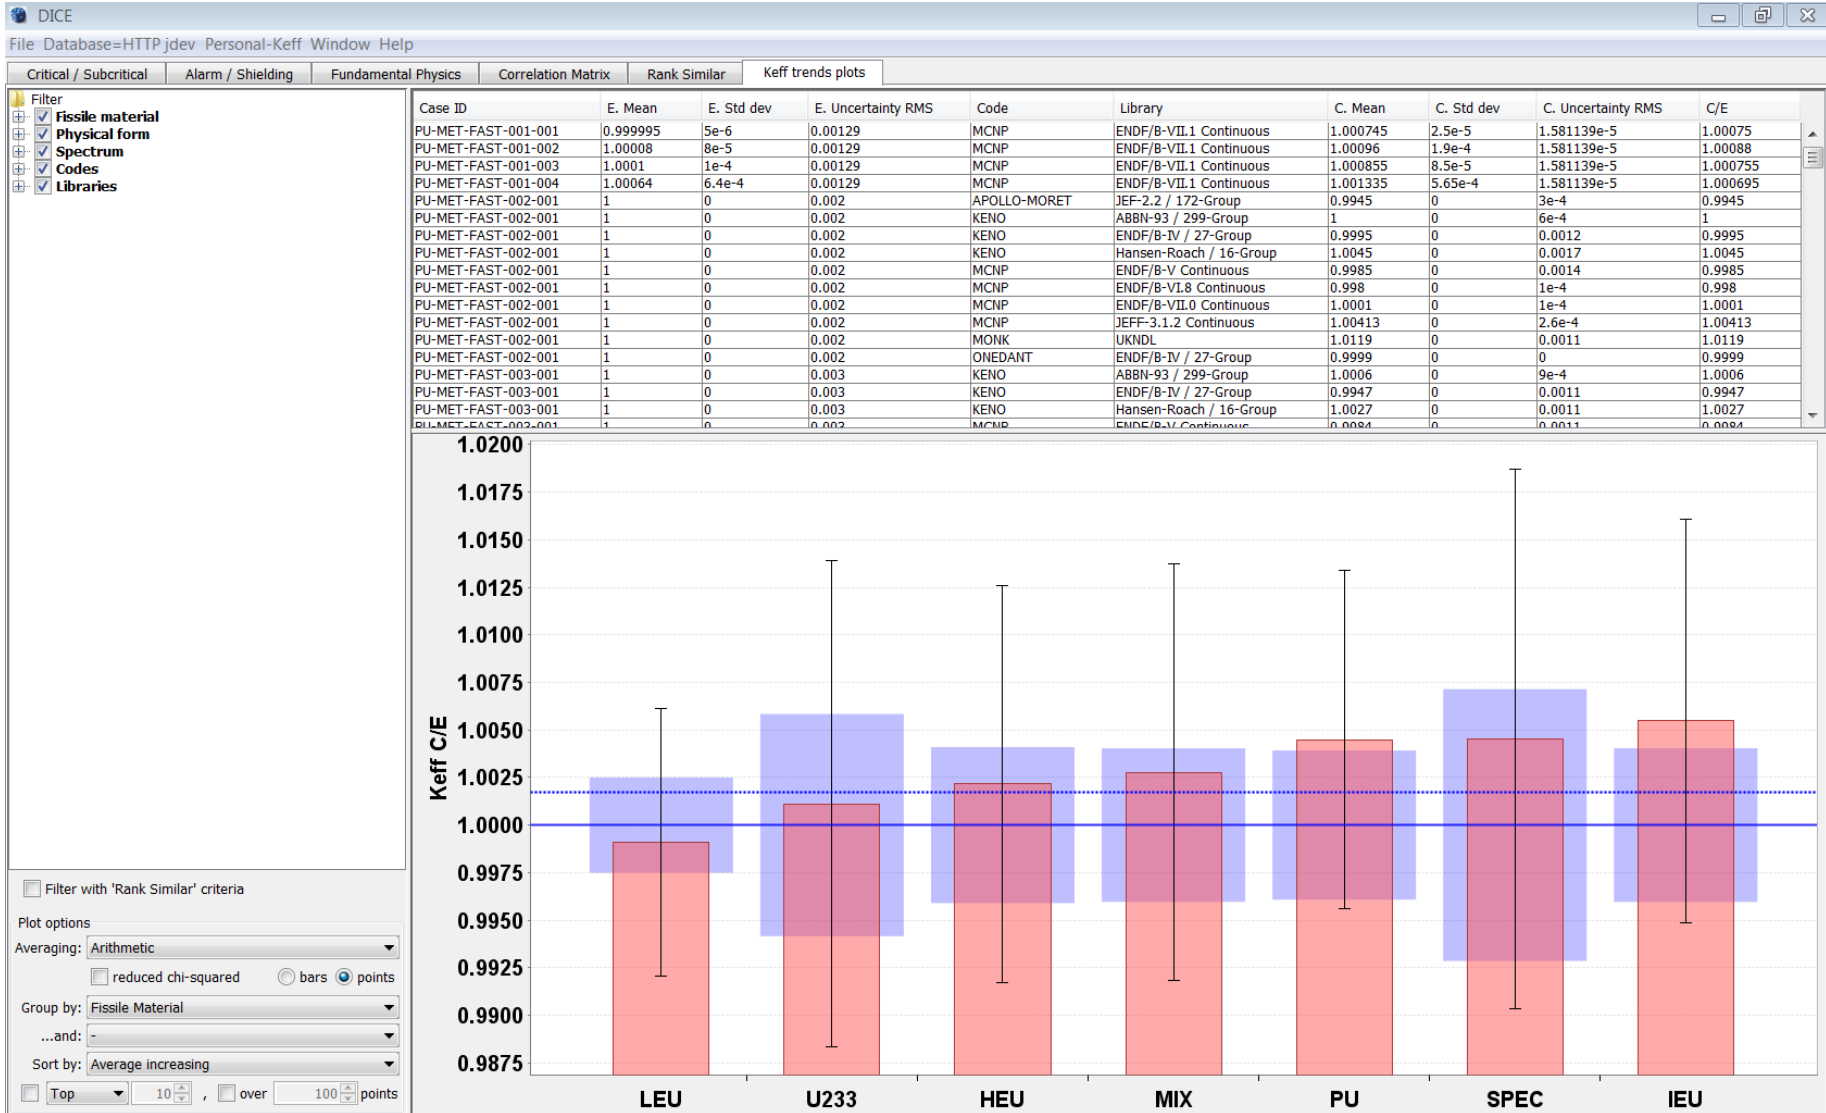 DICE
File Database=HTTP jdev Personal-Keff Window Help
Critical / Subcritical Alarm / Shielding Fundamental Physics Correlation Matrix Rank Similar Keff trends plots
Filter
Fissile material
Physical form
Spectrum
Codes
Libraries
Case ID E. Mean E. Std dev E. Uncertainty RMS Code Library C. Mean C. Std dev C. Uncertainty RMS C/E
PU-MET-FAST-001-001 0.999995 5e-6 0.00129 MCNP ENDF/B-VII.1 Continuous 1.000745 2.5e-5 1.581139e-5 1.00075
PU-MET-FAST-001-002 1.00008 8e-5 0.00129 MCNP ENDF/B-VII.1 Continuous 1.00096 1.9e-4 1.581139e-5 1.00088
PU-MET-FAST-001-003 1.0001 1e-4 0.00129 MCNP ENDF/B-VII.1 Continuous 1.000855 8.5e-5 1.581139e-5 1.000755
PU-MET-FAST-001-004 1.00064 6.4e-4 0.00129 MCNP ENDF/B-VII.1 Continuous 1.001335 5.65e-4 1.581139e-5 1.000695
PU-MET-FAST-002-001 1 0 0.002 APOLLO-MORET JEF-2.2 / 172-Group 0.9945 0 3e-4 0.9945
PU-MET-FAST-002-001 1 0 0.002 KENO ABBN-93 / 299-Group 1 0 6e-4 1
PU-MET-FAST-002-001 1 0 0.002 KENO ENDF/B-IV / 27-Group 0.9995 0 0.0012 0.9995
PU-MET-FAST-002-001 1 0 0.002 KENO Hansen-Roach / 16-Group 1.0045 0 0.0017 1.0045
PU-MET-FAST-002-001 1 0 0.002 MCNP ENDF/B-V Continuous 0.9985 0 0.0014 0.9985
PU-MET-FAST-002-001 1 0 0.002 MCNP ENDF/B-VI.8 Continuous 0.998 0 1e-4 0.998
PU-MET-FAST-002-001 1 0 0.002 MCNP ENDF/B-VII.0 Continuous 1.0001 0 1e-4 1.0001
PU-MET-FAST-002-001 1 0 0.002 MCNP JEFF-3.1.2 Continuous 1.00413 0 2.6e-4 1.00413
PU-MET-FAST-002-001 1 0 0.002 MONK UKNDL 1.0119 0 0.0011 1.0119
PU-MET-FAST-002-001 1 0 0.002 ONEDANT ENDF/B-IV / 27-Group 0.9999 0 0 0.9999
PU-MET-FAST-003-001 1 0 0.003 KENO ABBN-93 / 299-Group 1.0006 0 9e-4 1.0006
PU-MET-FAST-003-001 1 0 0.003 KENO ENDF/B-IV / 27-Group 0.9947 0 0.0011 0.9947
PU-MET-FAST-003-001 1 0 0.003 KENO Hansen-Roach / 16-Group 1.0027 0 0.0011 1.0027
PU-MET-FAST-003-001 1 0 0.003 MCNP ENDF/B-V Continuous 0.9984 0 0.0011 0.9984
Keff C/E
1.0200
1.0175
1.0150
1.0125
1.0100
1.0075
1.0050
1.0025
1.0000
0.9975
0.9950
0.9925
0.9900
0.9875
LEU U233 HEU MIX PU SPEC IEU
Filter with 'Rank Similar' criteria
Plot options
Averaging: Arithmetic
reduced chi-squared bars points
Group by: Fissile Material
...and: -
Sort by: Average increasing
Top 10 , over 100 points